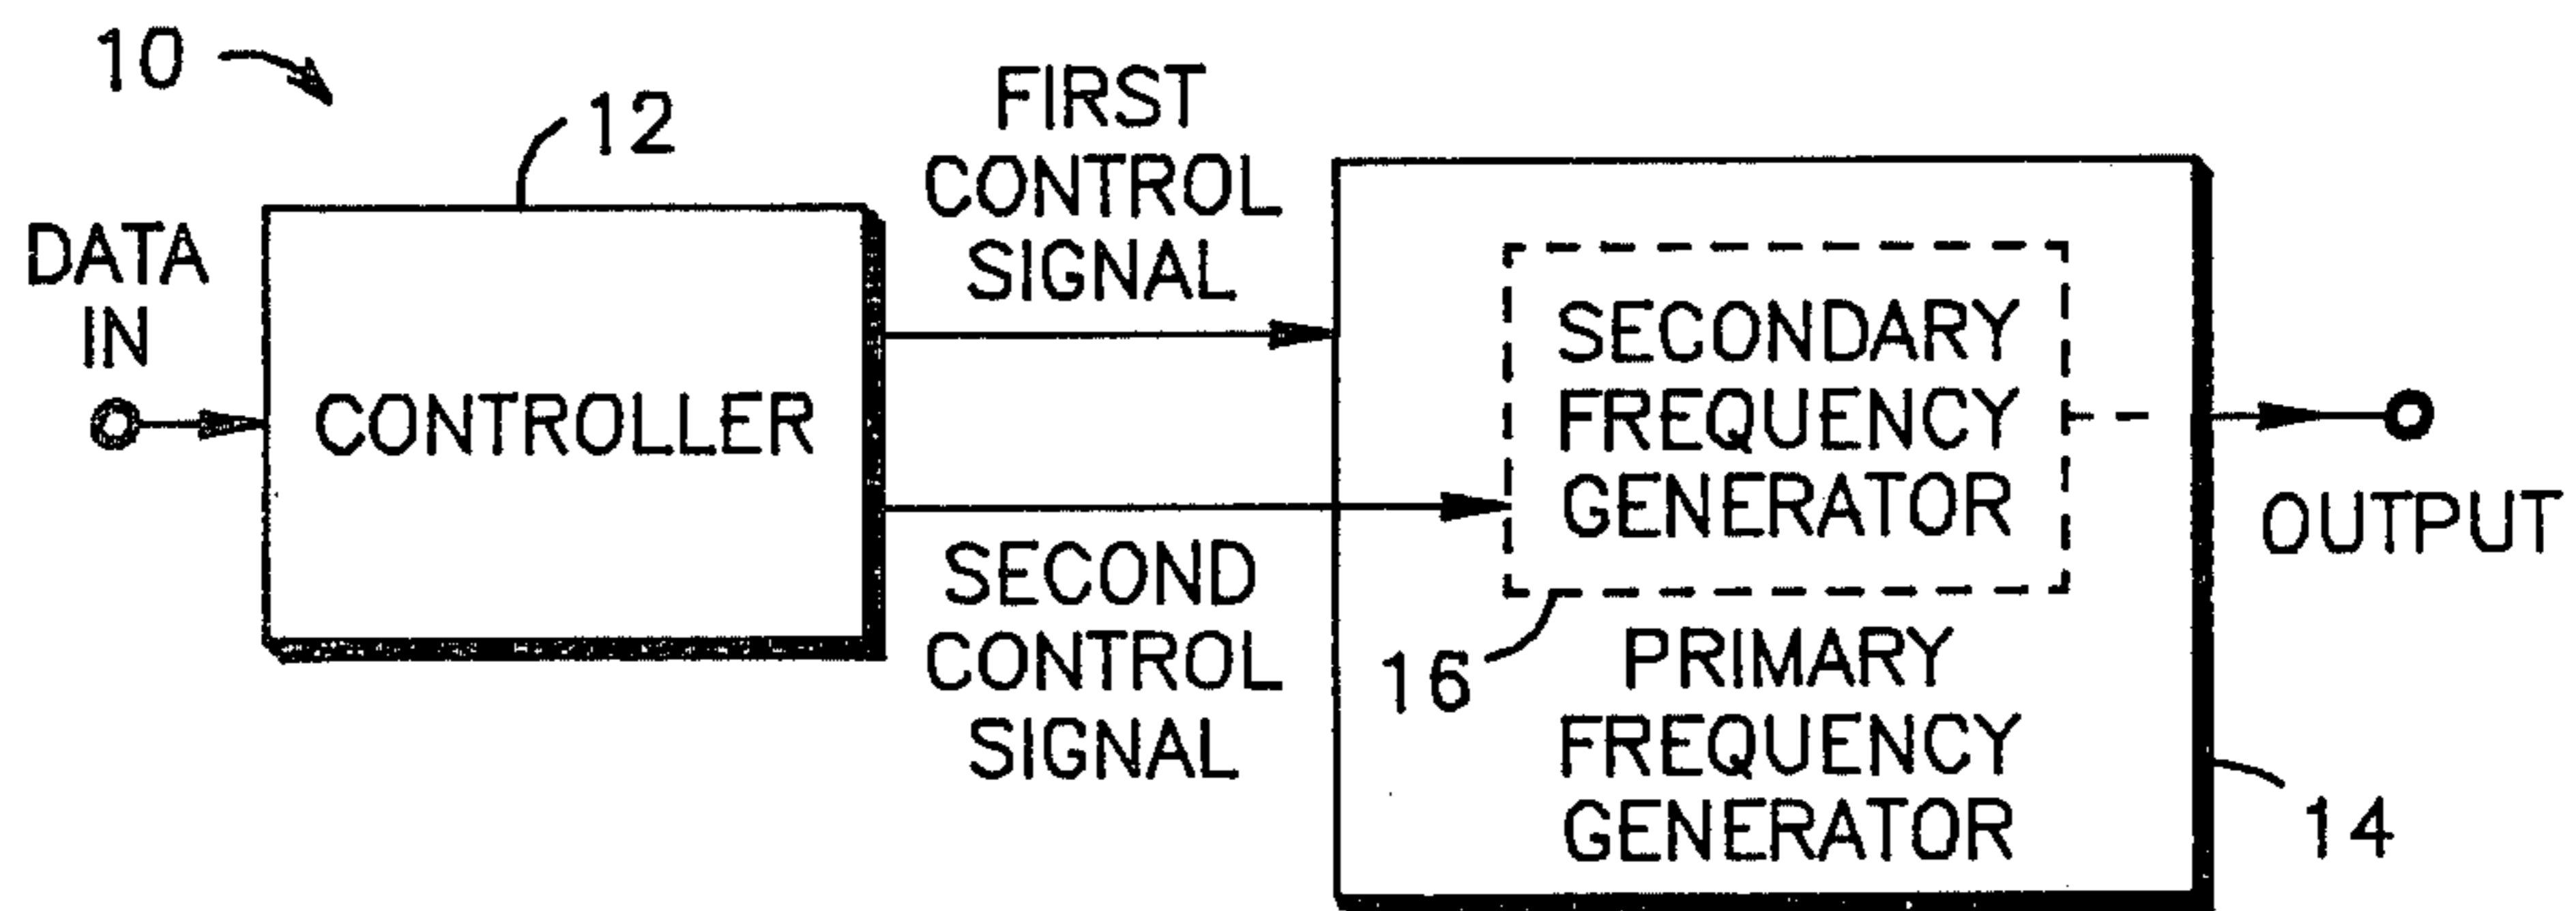 10
12
DATA
IN
CONTROLLER
FIRST
CONTROL
SIGNAL
SECOND
CONTROL
SIGNAL
SECONDARY
FREQUENCY
GENERATOR
16
PRIMARY
FREQUENCY
GENERATOR
14
OUTPUT